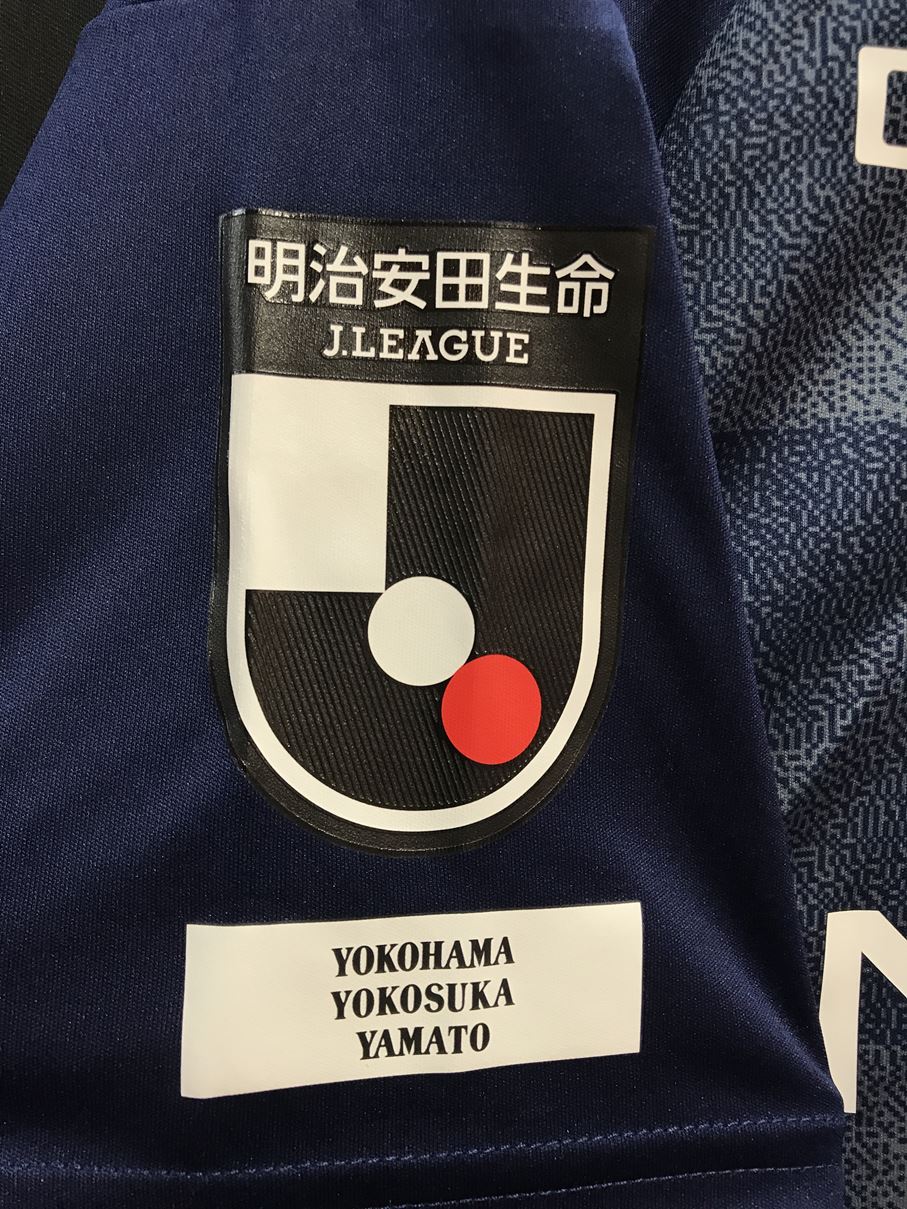 明治安田生命
J.LEAGUE
YOKOHAMA
YOKOSUKA
YAMATO